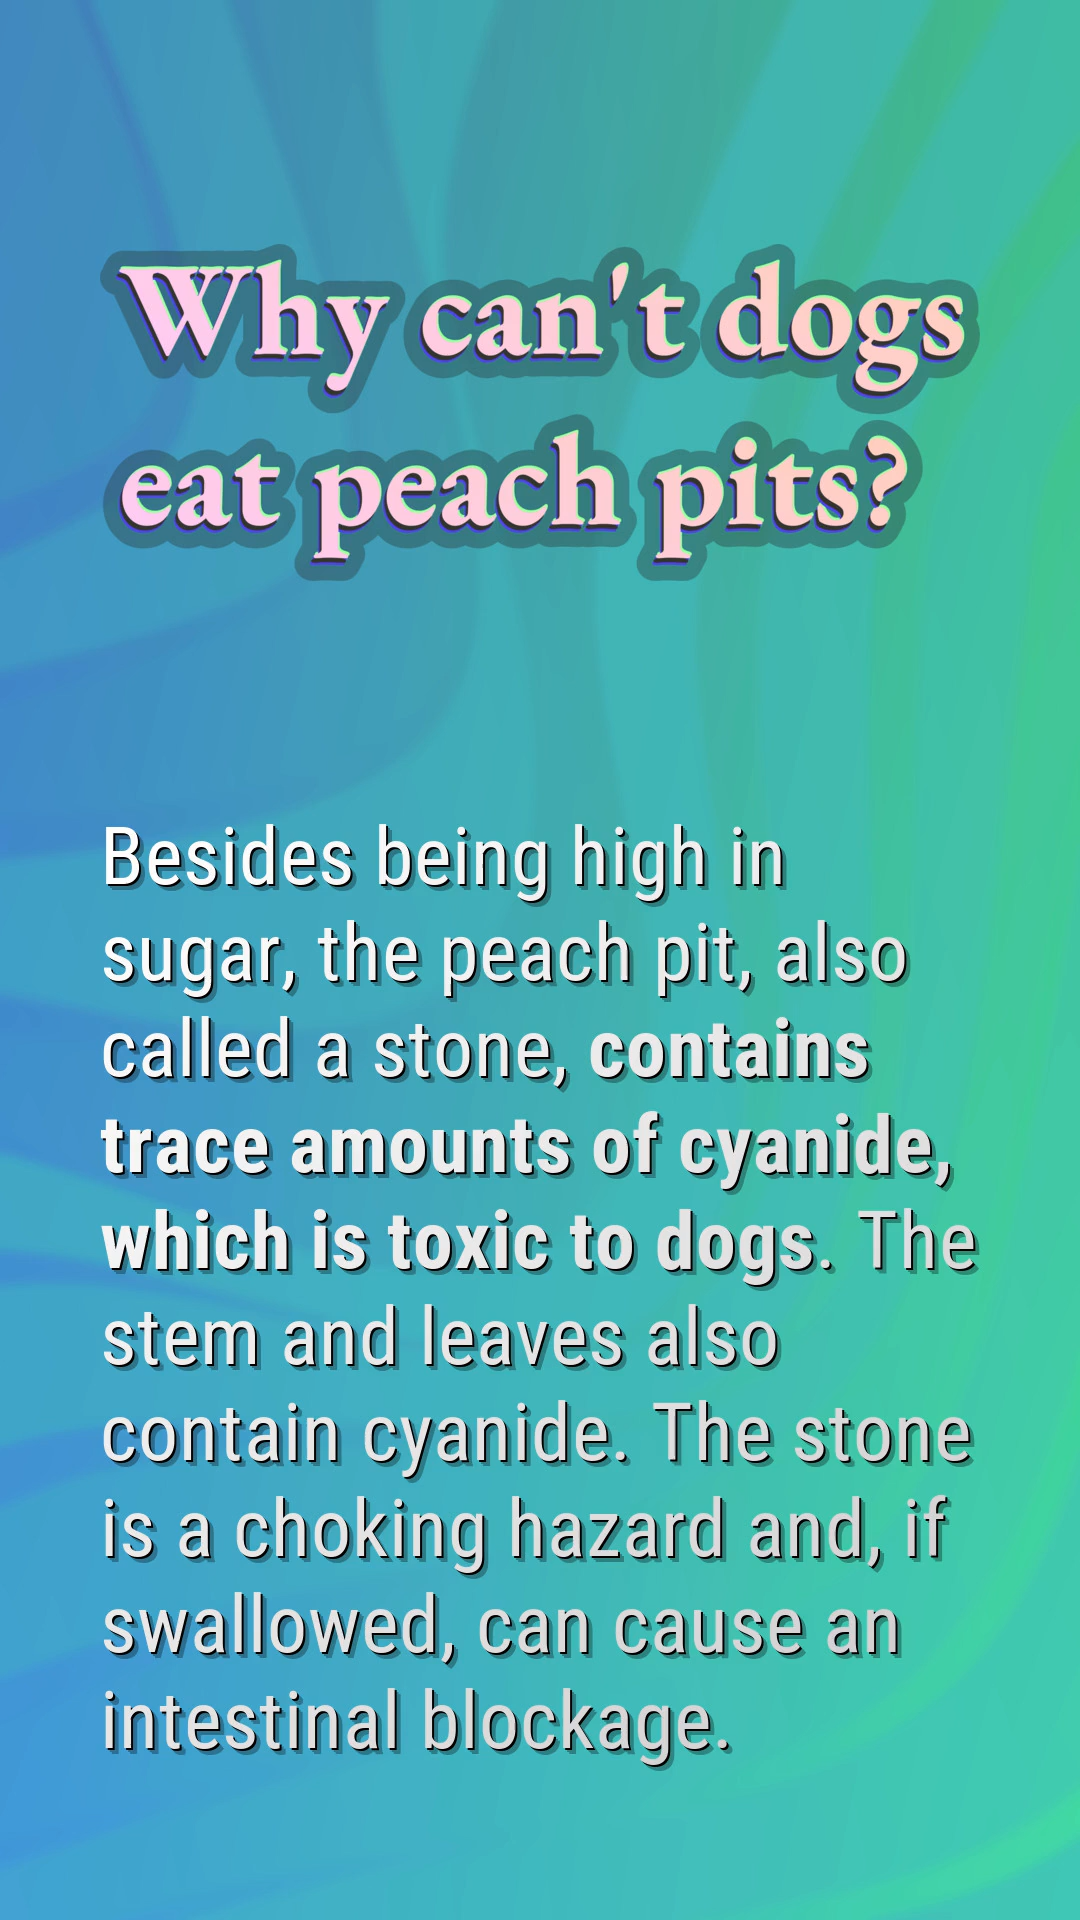 Why can't dogs
eat peach pits?
Besides being high in
sugar, the peach pit, also
called a stone, contains
trace amounts of cyanide,
which is toxic to dogs. The
stem and leaves also
contain cyanide. The stone
is a choking hazard and, if
swallowed, can cause an
intestinal blockage.